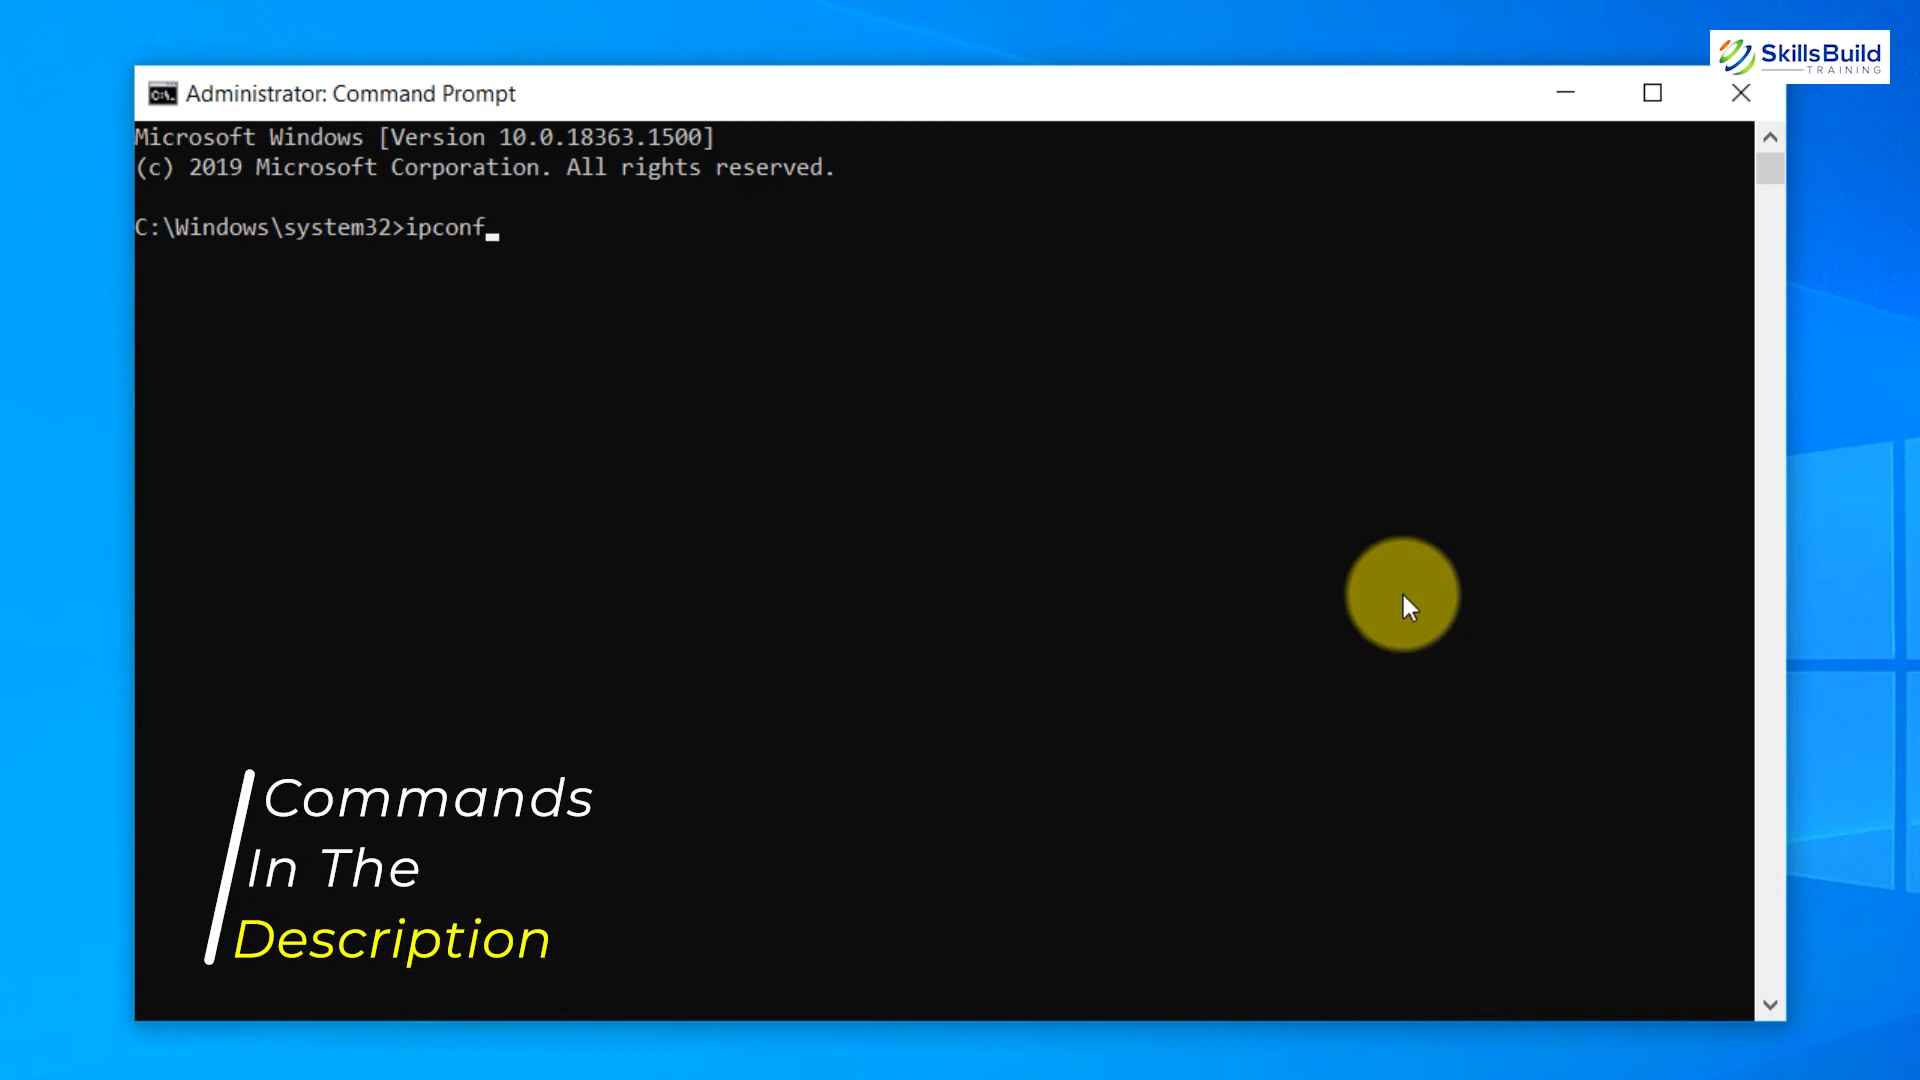 SkillsBuild
TRAINING
C:\.
Administrator: Command Prompt
Microsoft Windows [Version 10.0.18363.1500]
(c) 2019 Microsoft Corporation. All rights reserved.
C:\Windows\system32>ipconf_
Commands
In The
Description